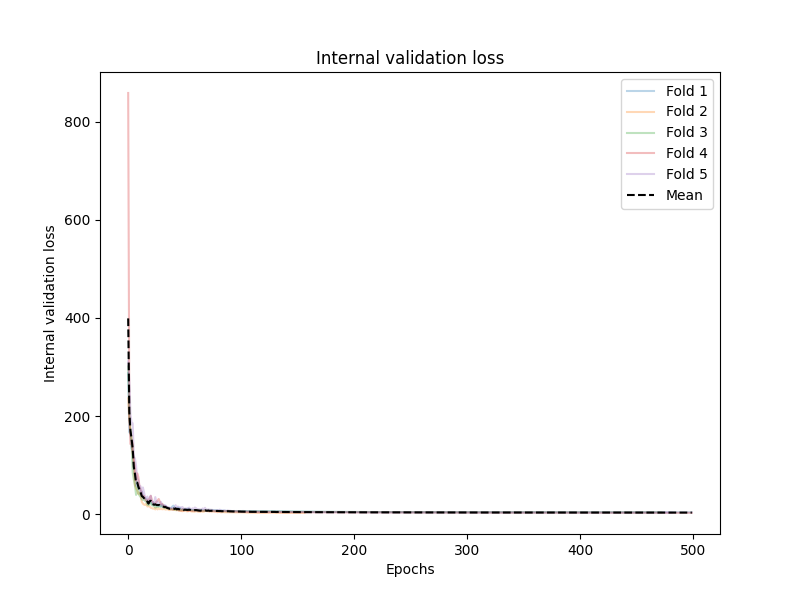 Internal validation loss
Fold 1
Fold 2
Fold 3
Fold 4
Fold 5
Mean
Internal validation loss
800
600
400
200
0
0 100 200 300 400 500
Epochs